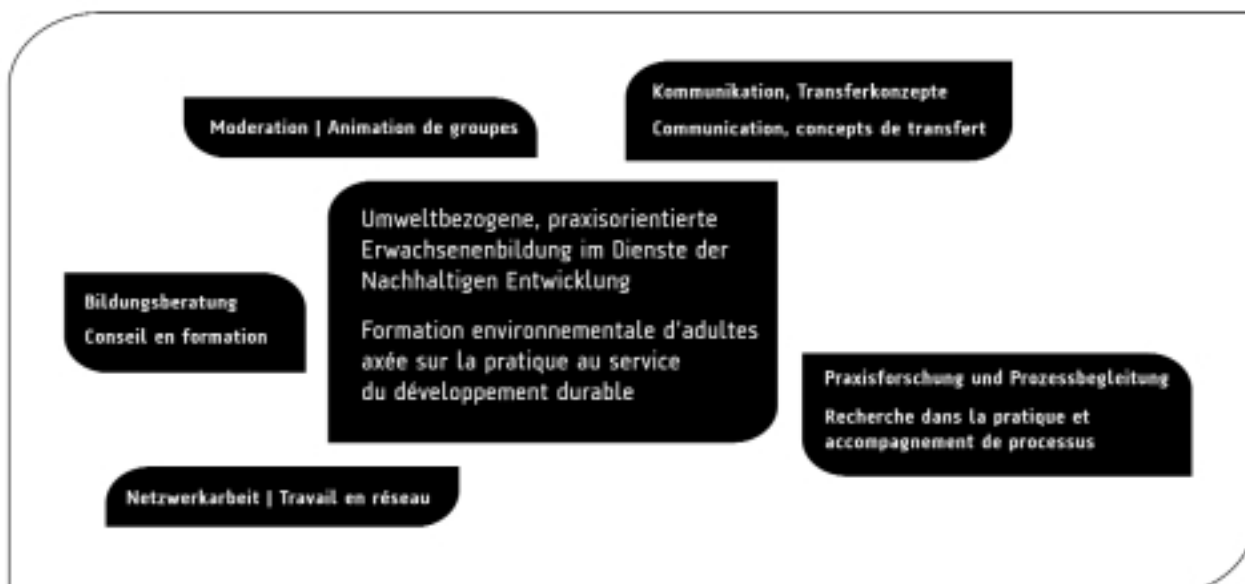 Moderation | Animation de groupes
Kommunikation, Transferkonzepte
Communication, concepts de transfert
Umweltbezogene, praxisorientierte
Erwachsenenbildung im Dienste der
Nachhaltigen Entwicklung
Formation environnementale d'adultes
axée sur la pratique au service
du développement durable
Bildungsberatung
Conseil en formation
Praxisforschung und Prozessbegleitung
Recherche dans la pratique et
accompagnement de processus
Netzwerkarbeit | Travail en réseau